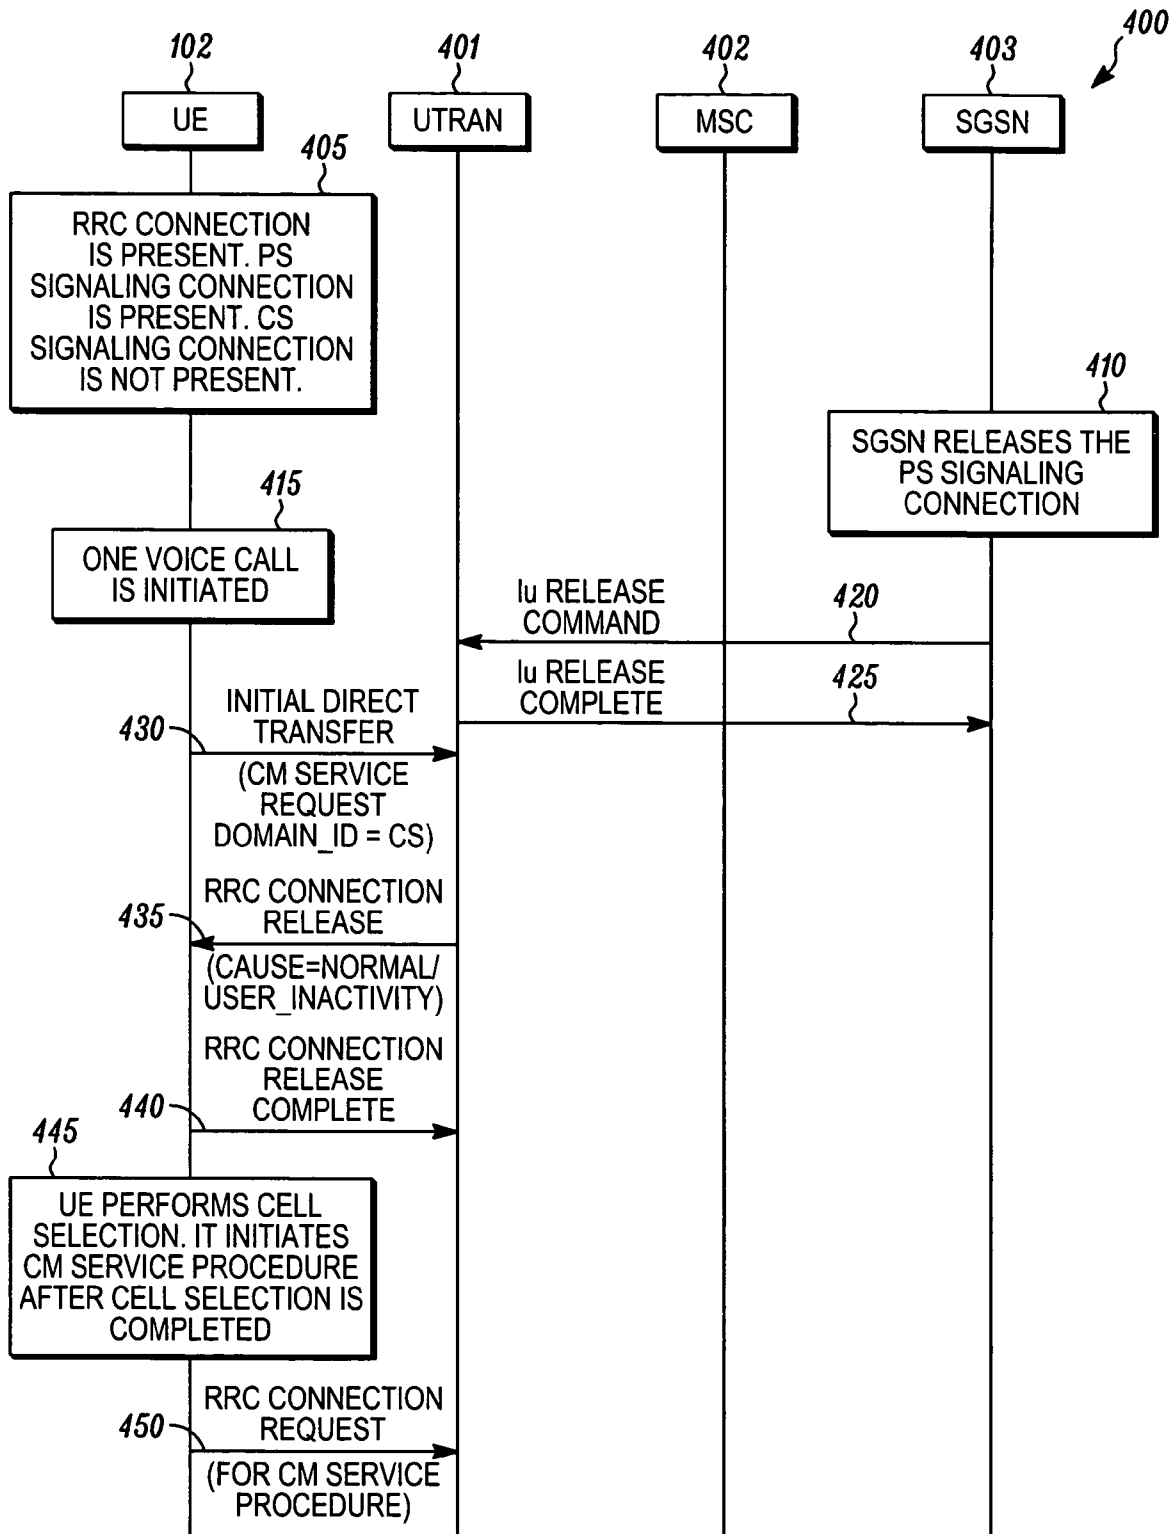 400
102
401
402
403
UE
UTRAN
MSC
SGSN
405
RRC CONNECTION
IS PRESENT. PS
SIGNALING CONNECTION
IS PRESENT. CS
SIGNALING CONNECTION
IS NOT PRESENT.
410
SGSN RELEASES THE
PS SIGNALING
CONNECTION
415
ONE VOICE CALL
IS INITIATED
Iu RELEASE
COMMAND
420
Iu RELEASE
COMPLETE
425
INITIAL DIRECT
TRANSFER
430
(CM SERVICE
REQUEST
DOMAIN_ID = CS)
RRC CONNECTION
RELEASE
435
(CAUSE=NORMAL/
USER_INACTIVITY)
RRC CONNECTION
RELEASE
COMPLETE
440
445
UE PERFORMS CELL
SELECTION. IT INITIATES
CM SERVICE PROCEDURE
AFTER CELL SELECTION IS
COMPLETED
RRC CONNECTION
REQUEST
450
(FOR CM SERVICE
PROCEDURE)